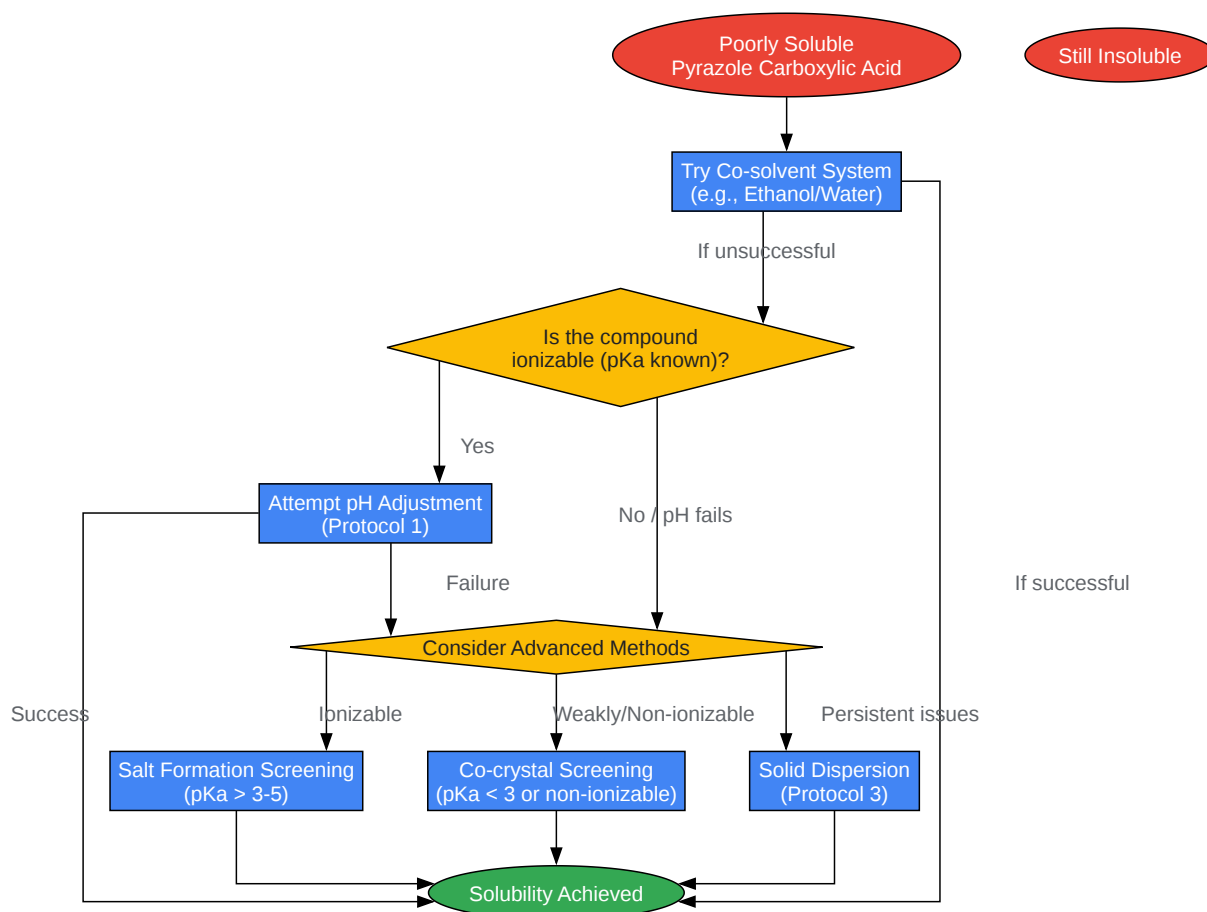 Poorly Soluble
Pyrazole Carboxylic Acid
Still Insoluble
Try Co-solvent System
(e.g., Ethanol/Water)
If unsuccessful
Is the compound
ionizable (pKa known)?
Yes
Attempt pH Adjustment
(Protocol 1)
No / pH fails
Failure
If successful
Consider Advanced Methods
Success
Ionizable
Weakly/Non-ionizable
Persistent issues
Salt Formation Screening
(pKa > 3-5)
Co-crystal Screening
(pKa < 3 or non-ionizable)
Solid Dispersion
(Protocol 3)
Solubility Achieved